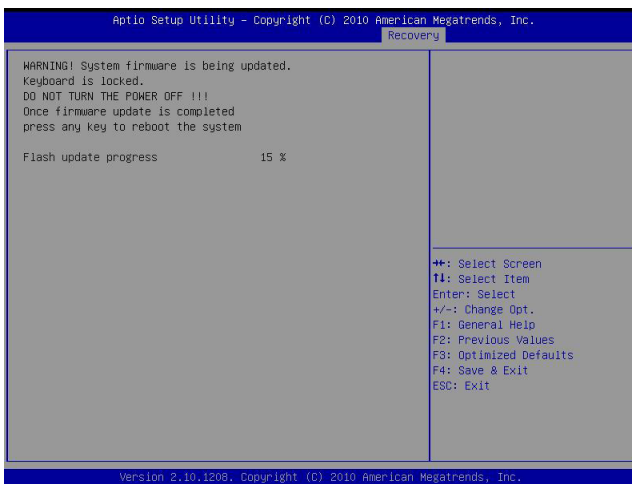 Aptio Setup Utility – Copyright (C) 2010 American Megatrends, Inc.
Recovery
WARNING! System firmware is being updated.
Keyboard is locked.
DO NOT TURN THE POWER OFF !!!
Once firmware update is completed
press any key to reboot the system
Flash update progress 15 %
→←: Select Screen
↑↓: Select Item
Enter: Select
+/-: Change Opt.
F1: General Help
F2: Previous Values
F3: Optimized Defaults
F4: Save & Exit
ESC: Exit
Version 2.10.1208. Copyright (C) 2010 American Megatrends, Inc.